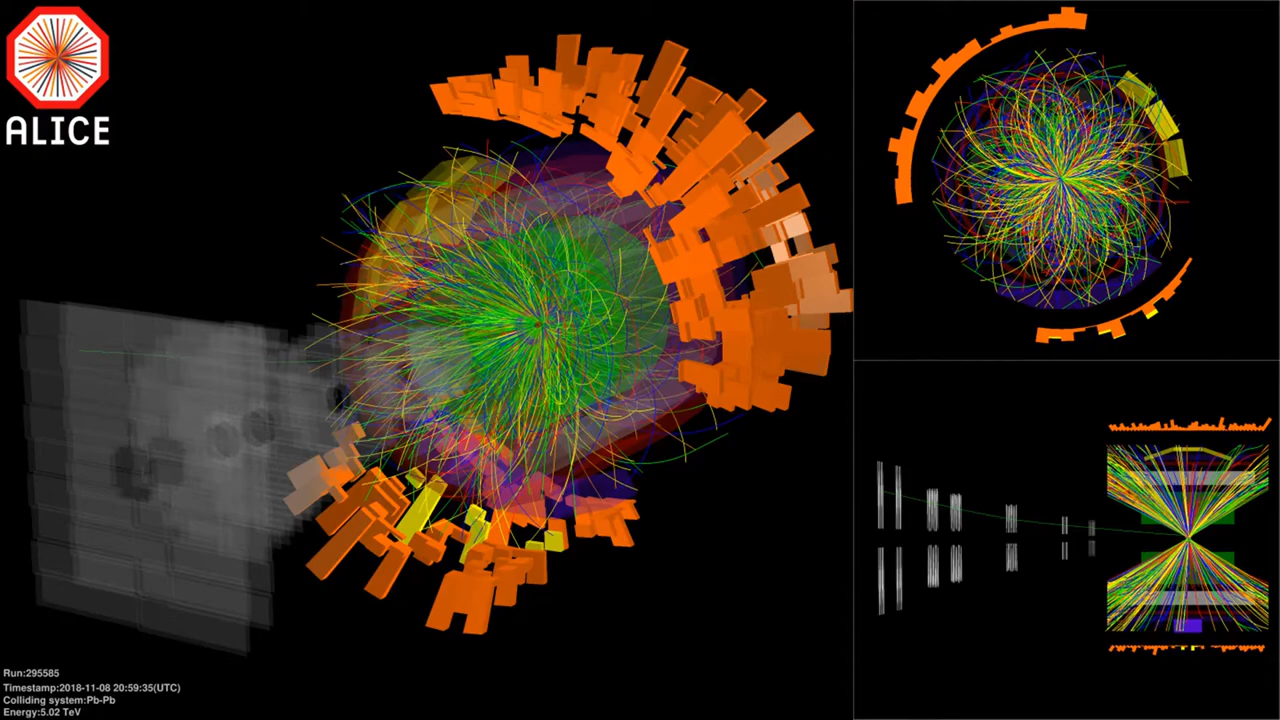 ALICE
Run:295585
Timestamp:2018-11-08 20:59:35(UTC)
Colliding system:Pb-Pb
Energy:5.02 TeV